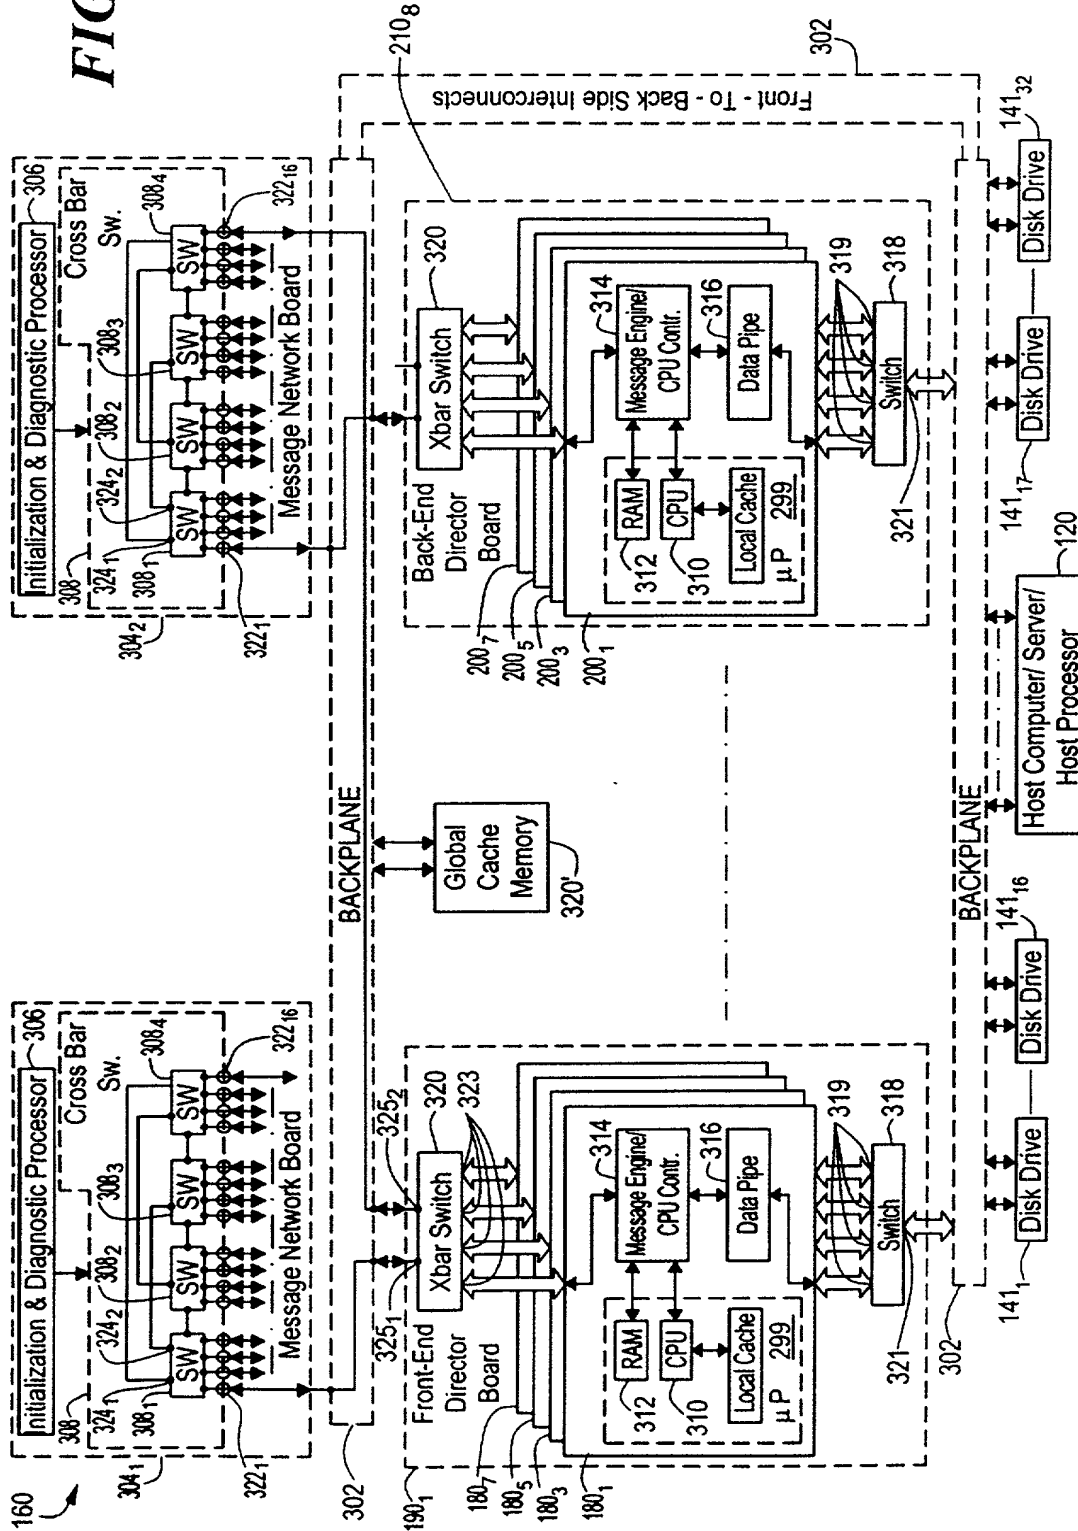 FIG
160
Initialization & Diagnostic Processor
306
Cross Bar
Sw.
308
308₄
308₃
308₂
324₂
324₁
308₁
SW
SW
SW
SW
322₁₆
322₁
Message Network Board
304₁
Initialization & Diagnostic Processor
306
Cross Bar
Sw.
308
308₄
308₃
308₂
324₂
324₁
308₁
SW
SW
SW
SW
322₁₆
322₁
Message Network Board
304₂
BACKPLANE
302
Front - To - Back Side Interconnects
302
Global
Cache
Memory
320'
190₁
Front-End
Director
Board
325₁
325₂
320
323
Xbar Switch
180₇
180₅
180₃
180₁
314
Message Engine/
CPU Contr.
316
Data Pipe
RAM
312
CPU
310
Local Cache
299
μ P
319
318
Switch
321
210₈
Back-End
Director
Board
320
Xbar Switch
200₇
200₅
200₃
200₁
314
Message Engine/
CPU Contr.
316
Data Pipe
RAM
312
CPU
310
Local Cache
299
μ P
319
318
Switch
321
BACKPLANE
302
Disk Drive
141₁
Disk Drive
141₁₆
Host Computer/ Server/
Host Processor
120
Disk Drive
141₁₇
Disk Drive
141₃₂